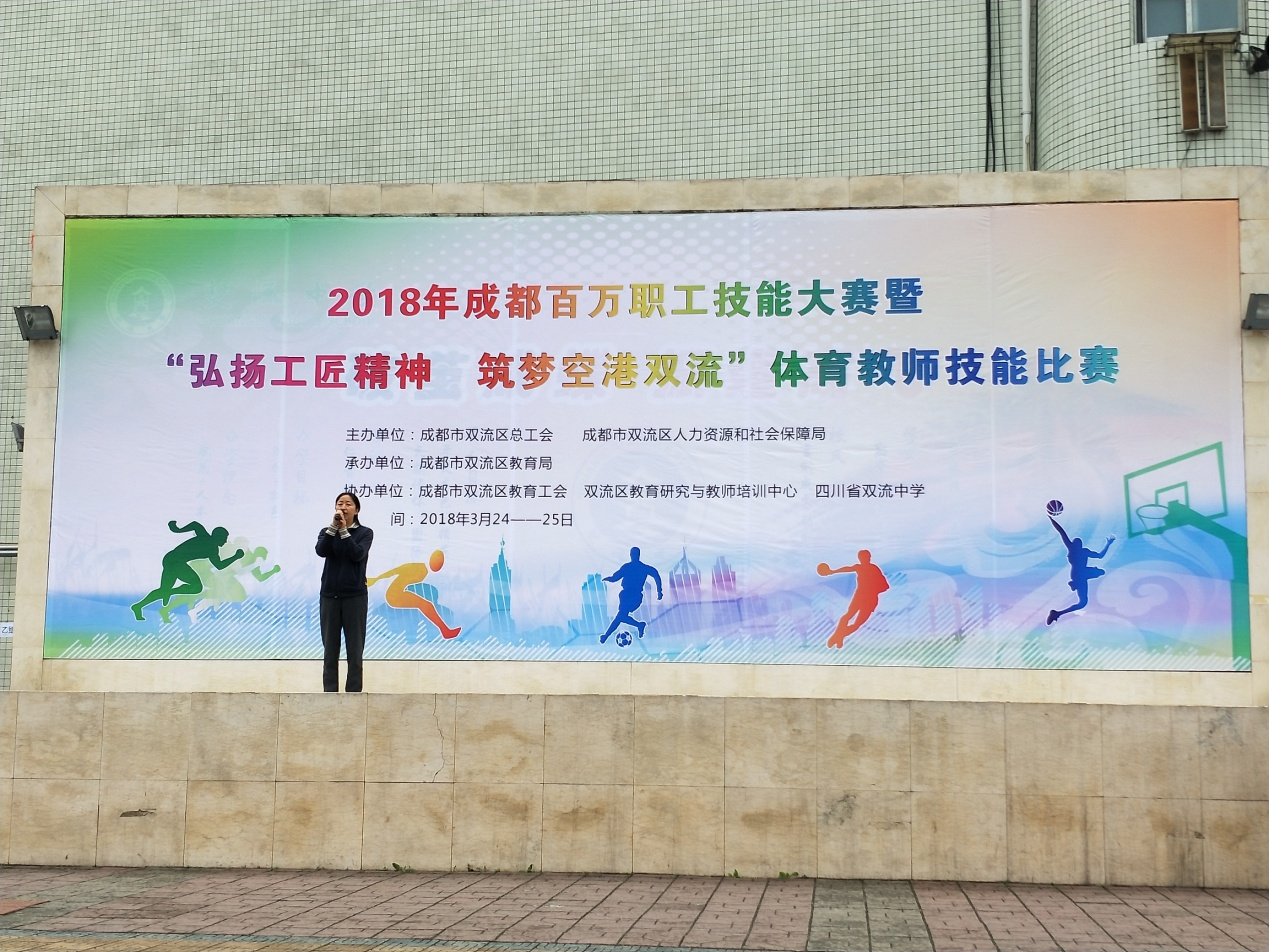 2018年成都百万职工技能大赛暨
“弘扬工匠精神 筑梦空港双流”体育教师技能比赛
主办单位：成都市双流区总工会 成都市双流区人力资源和社会保障局
承办单位：成都市双流区教育局
协办单位：成都市双流区教育工会 双流区教育研究与教师培训中心 四川省双流中学
间：2018年3月24——25日